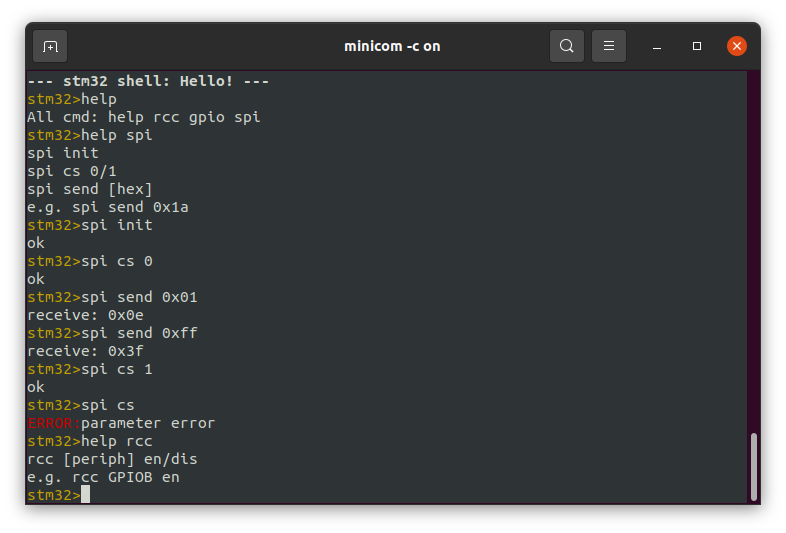 minicom -c on
--- stm32 shell: Hello! ---
stm32>help
All cmd: help rcc gpio spi
stm32>help spi
spi init
spi cs 0/1
spi send [hex]
e.g. spi send 0x1a
stm32>spi init
ok
stm32>spi cs 0
ok
stm32>spi send 0x01
receive: 0x0e
stm32>spi send 0xff
receive: 0x3f
stm32>spi cs 1
ok
stm32>spi cs
ERROR:parameter error
stm32>help rcc
rcc [periph] en/dis
e.g. rcc GPIOB en
stm32>